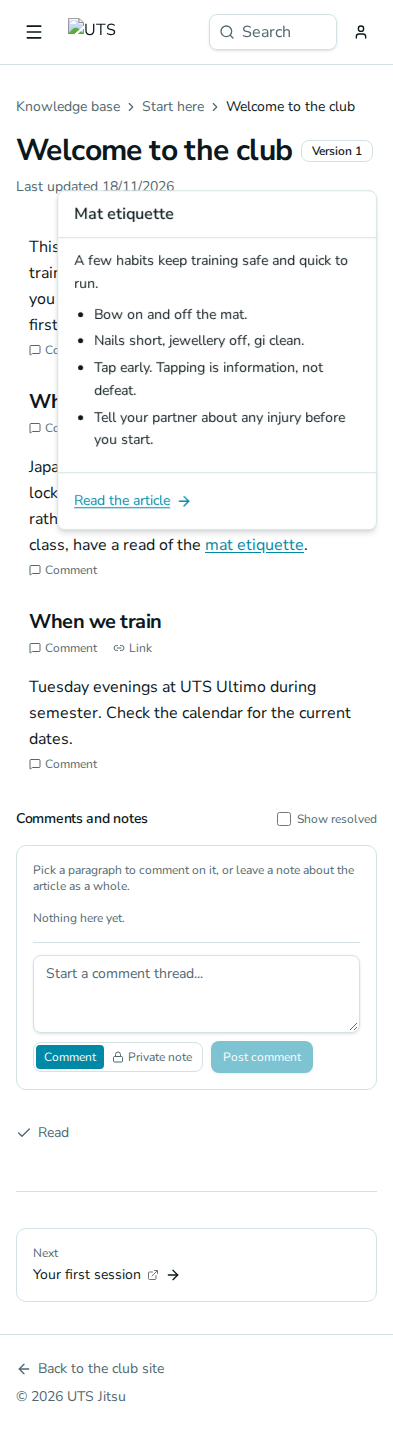 UTS
Search
Knowledge base > Start here > Welcome to the club
Welcome to the club
Version 1
Last updated 18/11/2026
This
train
you
first
Mat etiquette
A few habits keep training safe and quick to
run.
Bow on and off the mat.
Nails short, jewellery off, gi clean.
Tap early. Tapping is information, not
defeat.
Tell your partner about any injury before
you start.
Read the article
Wh
Japa
lock
rath
class, have a read of the mat etiquette.
Comment
When we train
Comment Link
Tuesday evenings at UTS Ultimo during
semester. Check the calendar for the current
dates.
Comment
Comments and notes
Show resolved
Pick a paragraph to comment on it, or leave a note about the
article as a whole.
Nothing here yet.
Start a comment thread...
Comment Private note Post comment
Read
Next
Your first session
Back to the club site
© 2026 UTS Jitsu